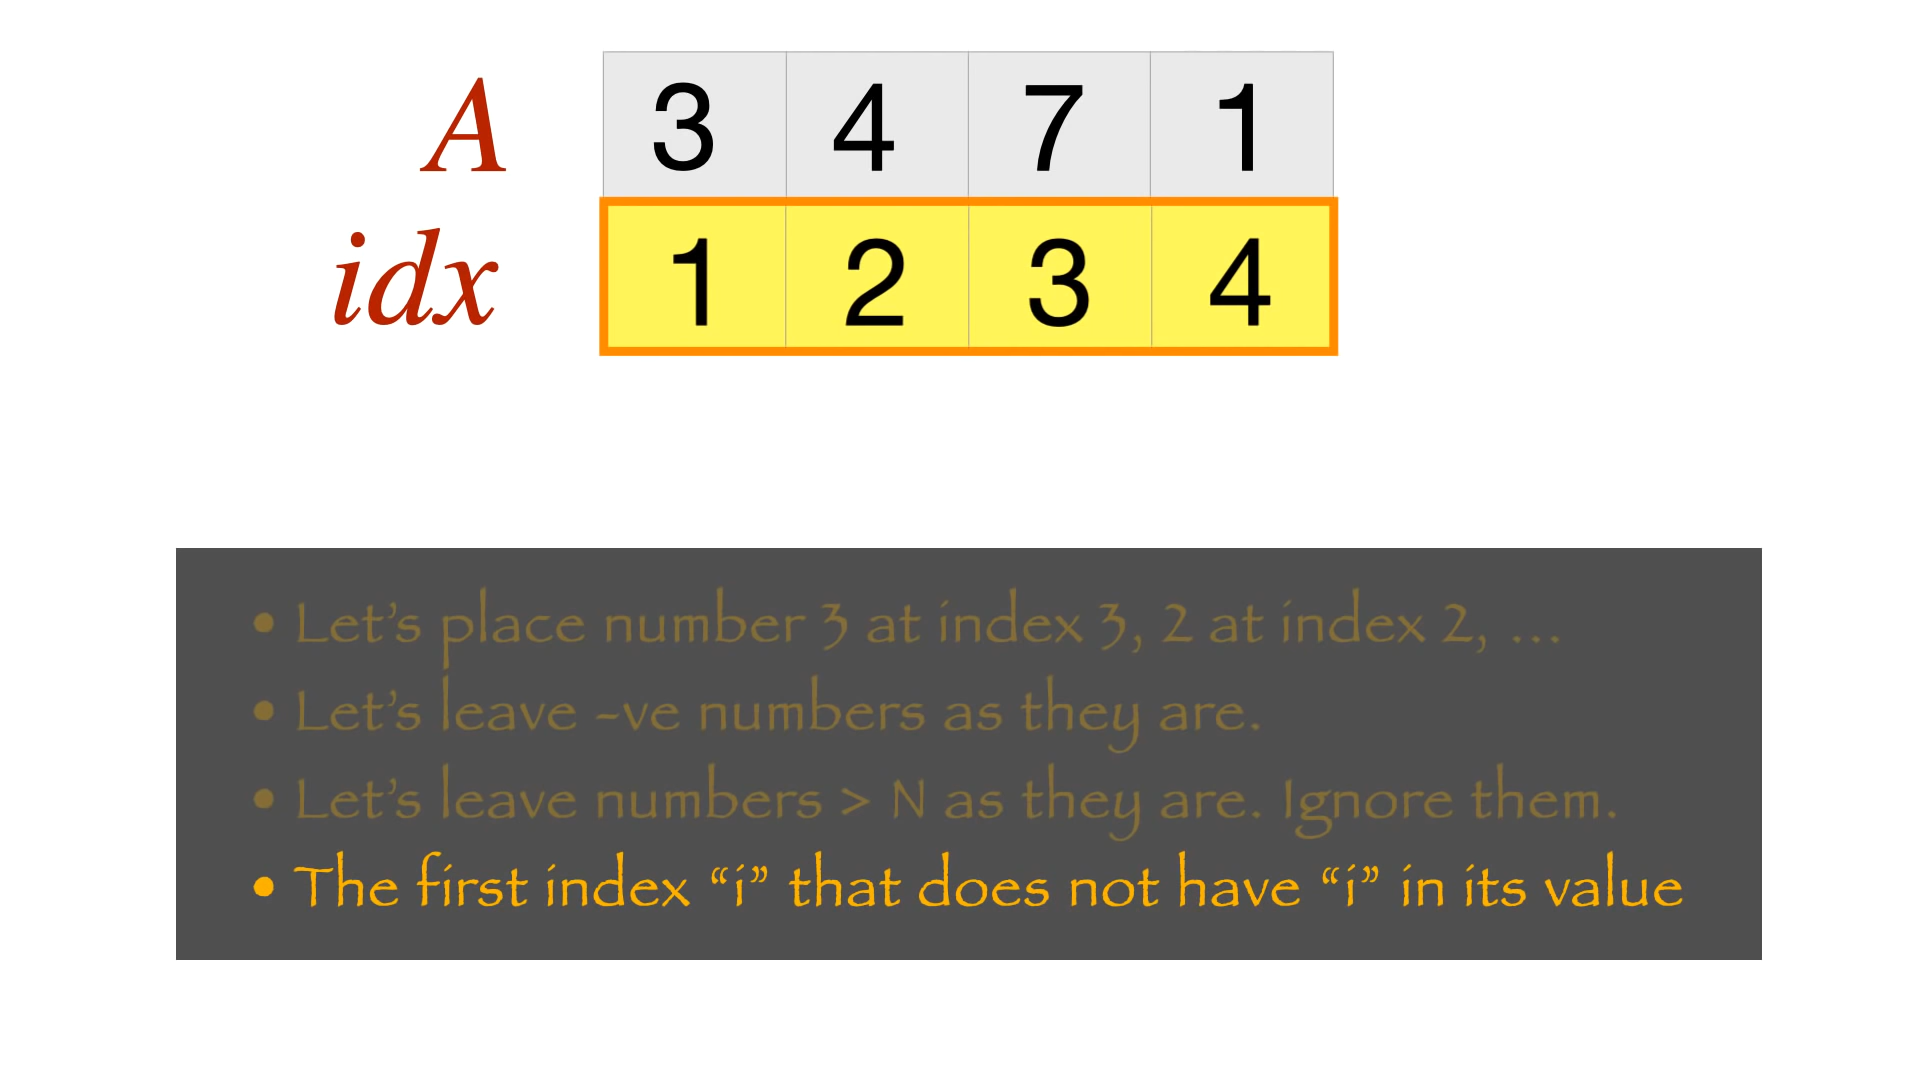 A 3 4 7 1
idx 1 2 3 4
• Let’s place number 3 at index 3, 2 at index 2, …
• Let’s leave -ve numbers as they are.
• Let’s leave numbers > N as they are. Ignore them.
• The first index “i” that does not have “i” in its value